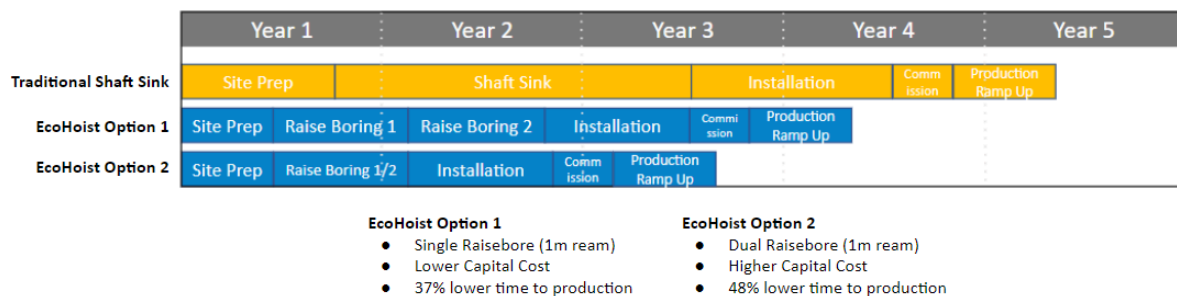 Year 1 Year 2 Year 3 Year 4 Year 5
Traditional Shaft Sink Site Prep Shaft Sink Installation Comm Production
ission Ramp Up
EcoHoist Option 1 Site Prep Raise Boring 1 Raise Boring 2 Installation Commi Production
ssion Ramp Up
EcoHoist Option 2 Site Prep Raise Boring 1/2 Installation Comm Production
ission Ramp Up
EcoHoist Option 1
● Single Raisebore (1m ream)
● Lower Capital Cost
● 37% lower time to production
EcoHoist Option 2
● Dual Raisebore (1m ream)
● Higher Capital Cost
● 48% lower time to production